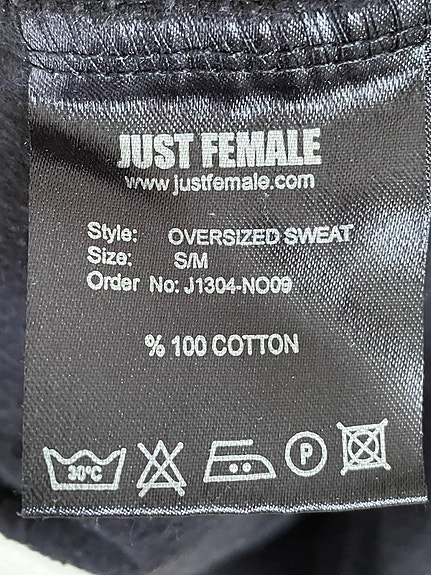 JUST FEMALE
www.justfemale.com
Style: OVERSIZED SWEAT
Size: S/M
Order No: J1304-NO09
% 100 COTTON
30°C P